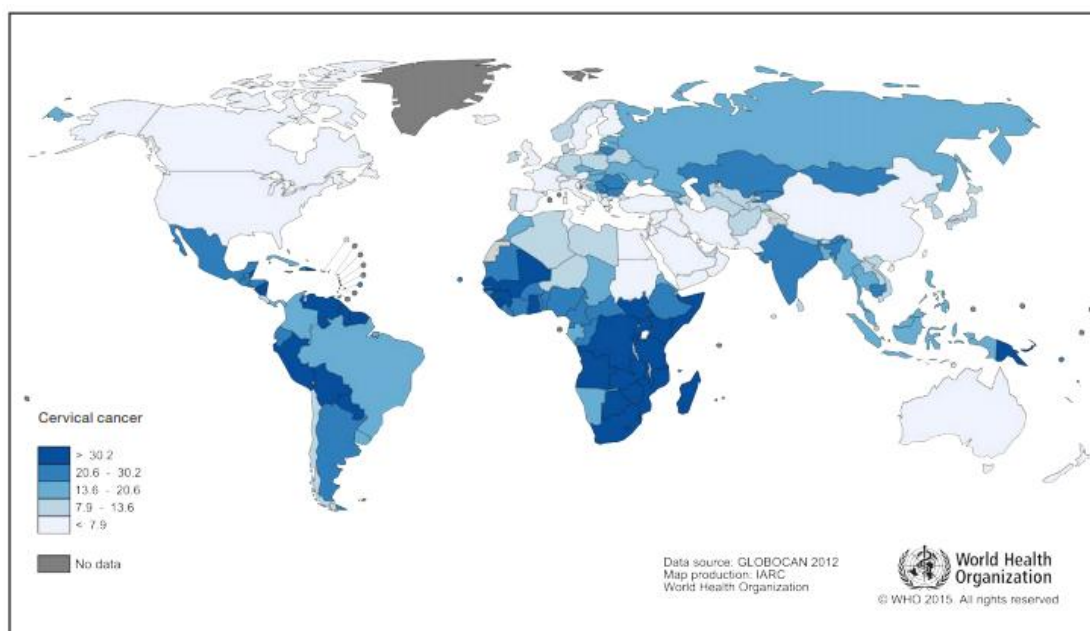 Cervical cancer
> 30.2
20.6 - 30.2
13.6 - 20.6
7.9 - 13.6
< 7.9
No data
Data source: GLOBOCAN 2012
Map production: IARC
World Health Organization
World Health
Organization
© WHO 2015. All rights reserved